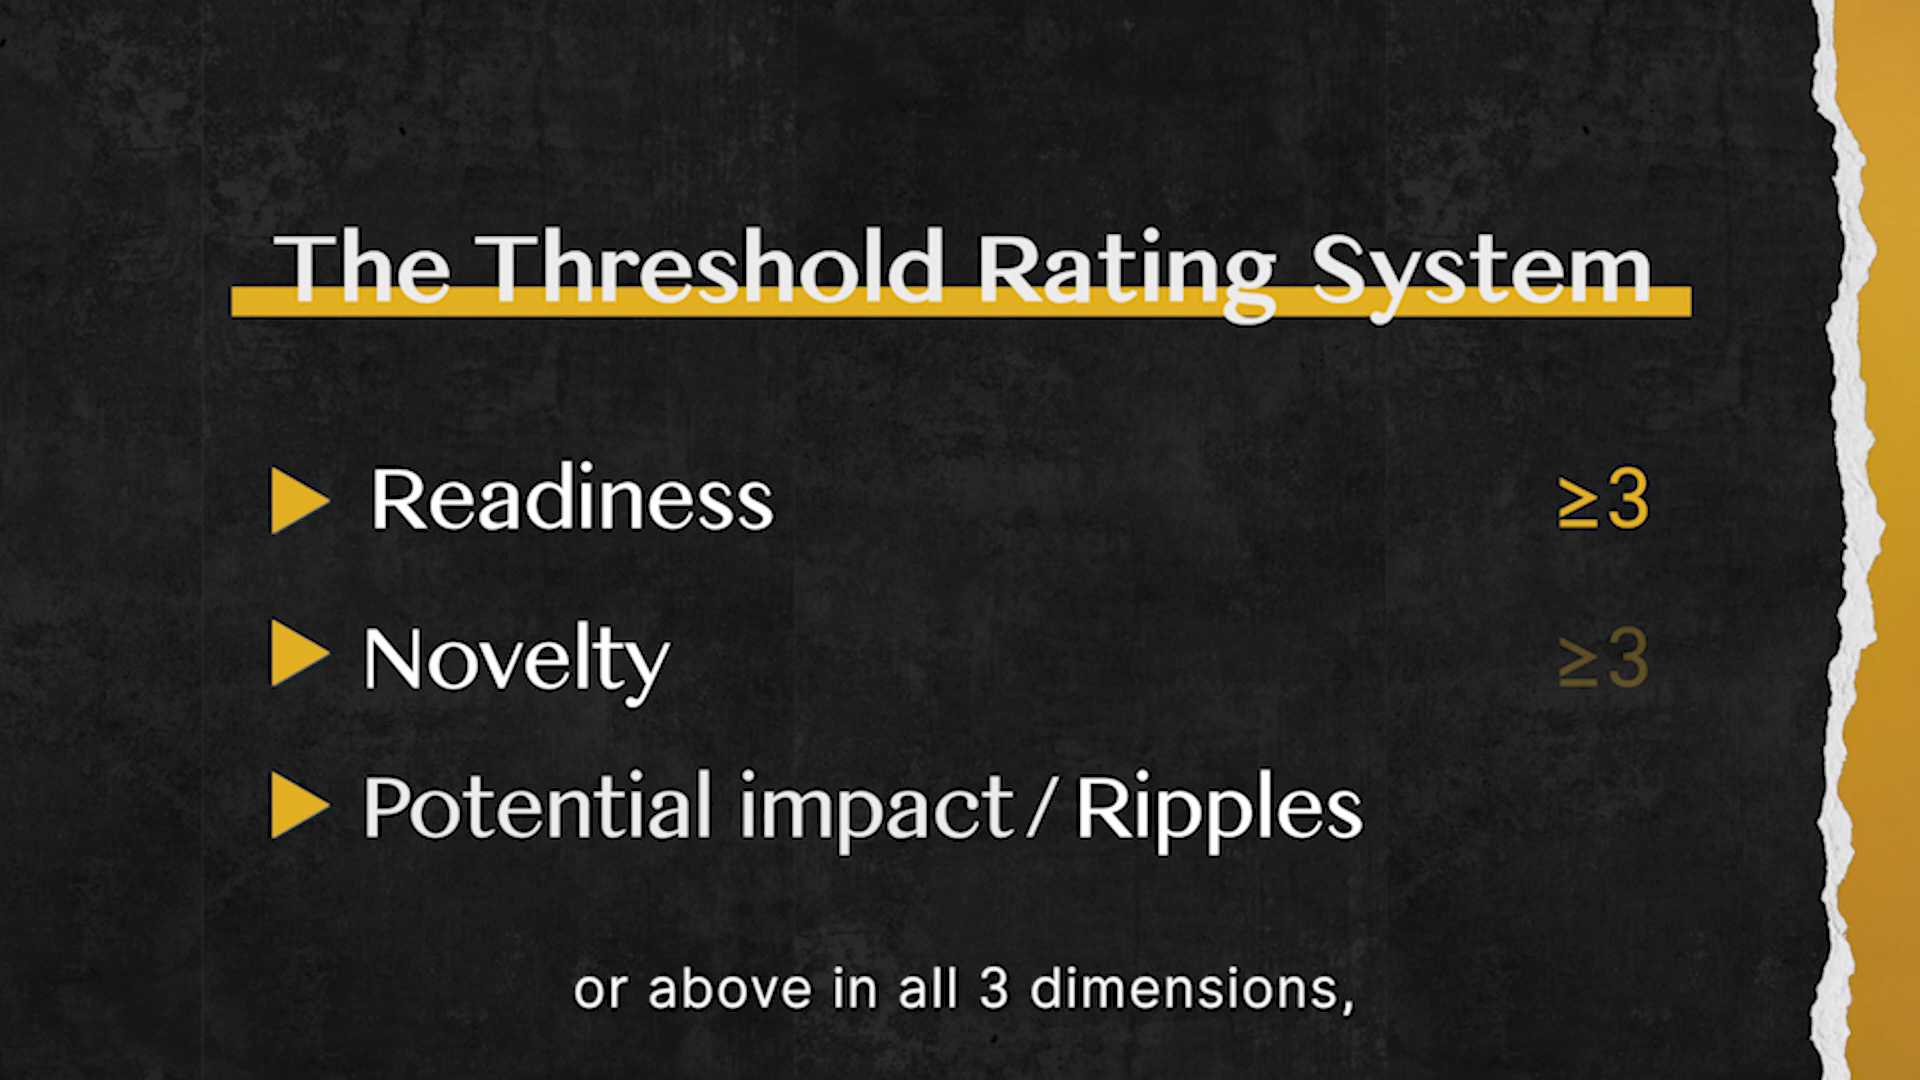 The Threshold Rating System
Readiness ≥3
Novelty ≥3
Potential impact / Ripples
or above in all 3 dimensions,